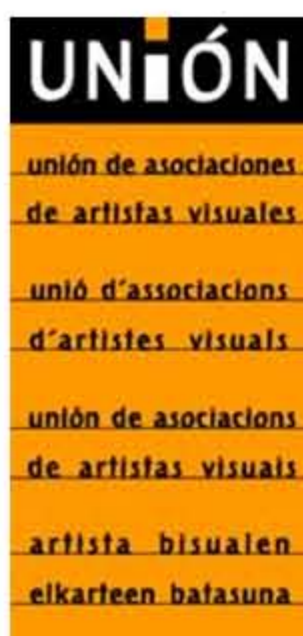 UNiÓN
unión de asociaciones
de artistas visuales
unió d´associacions
d´artistes visuals
unión de asociacions
de artistas visuais
artista bisualen
elkarteen batasuna